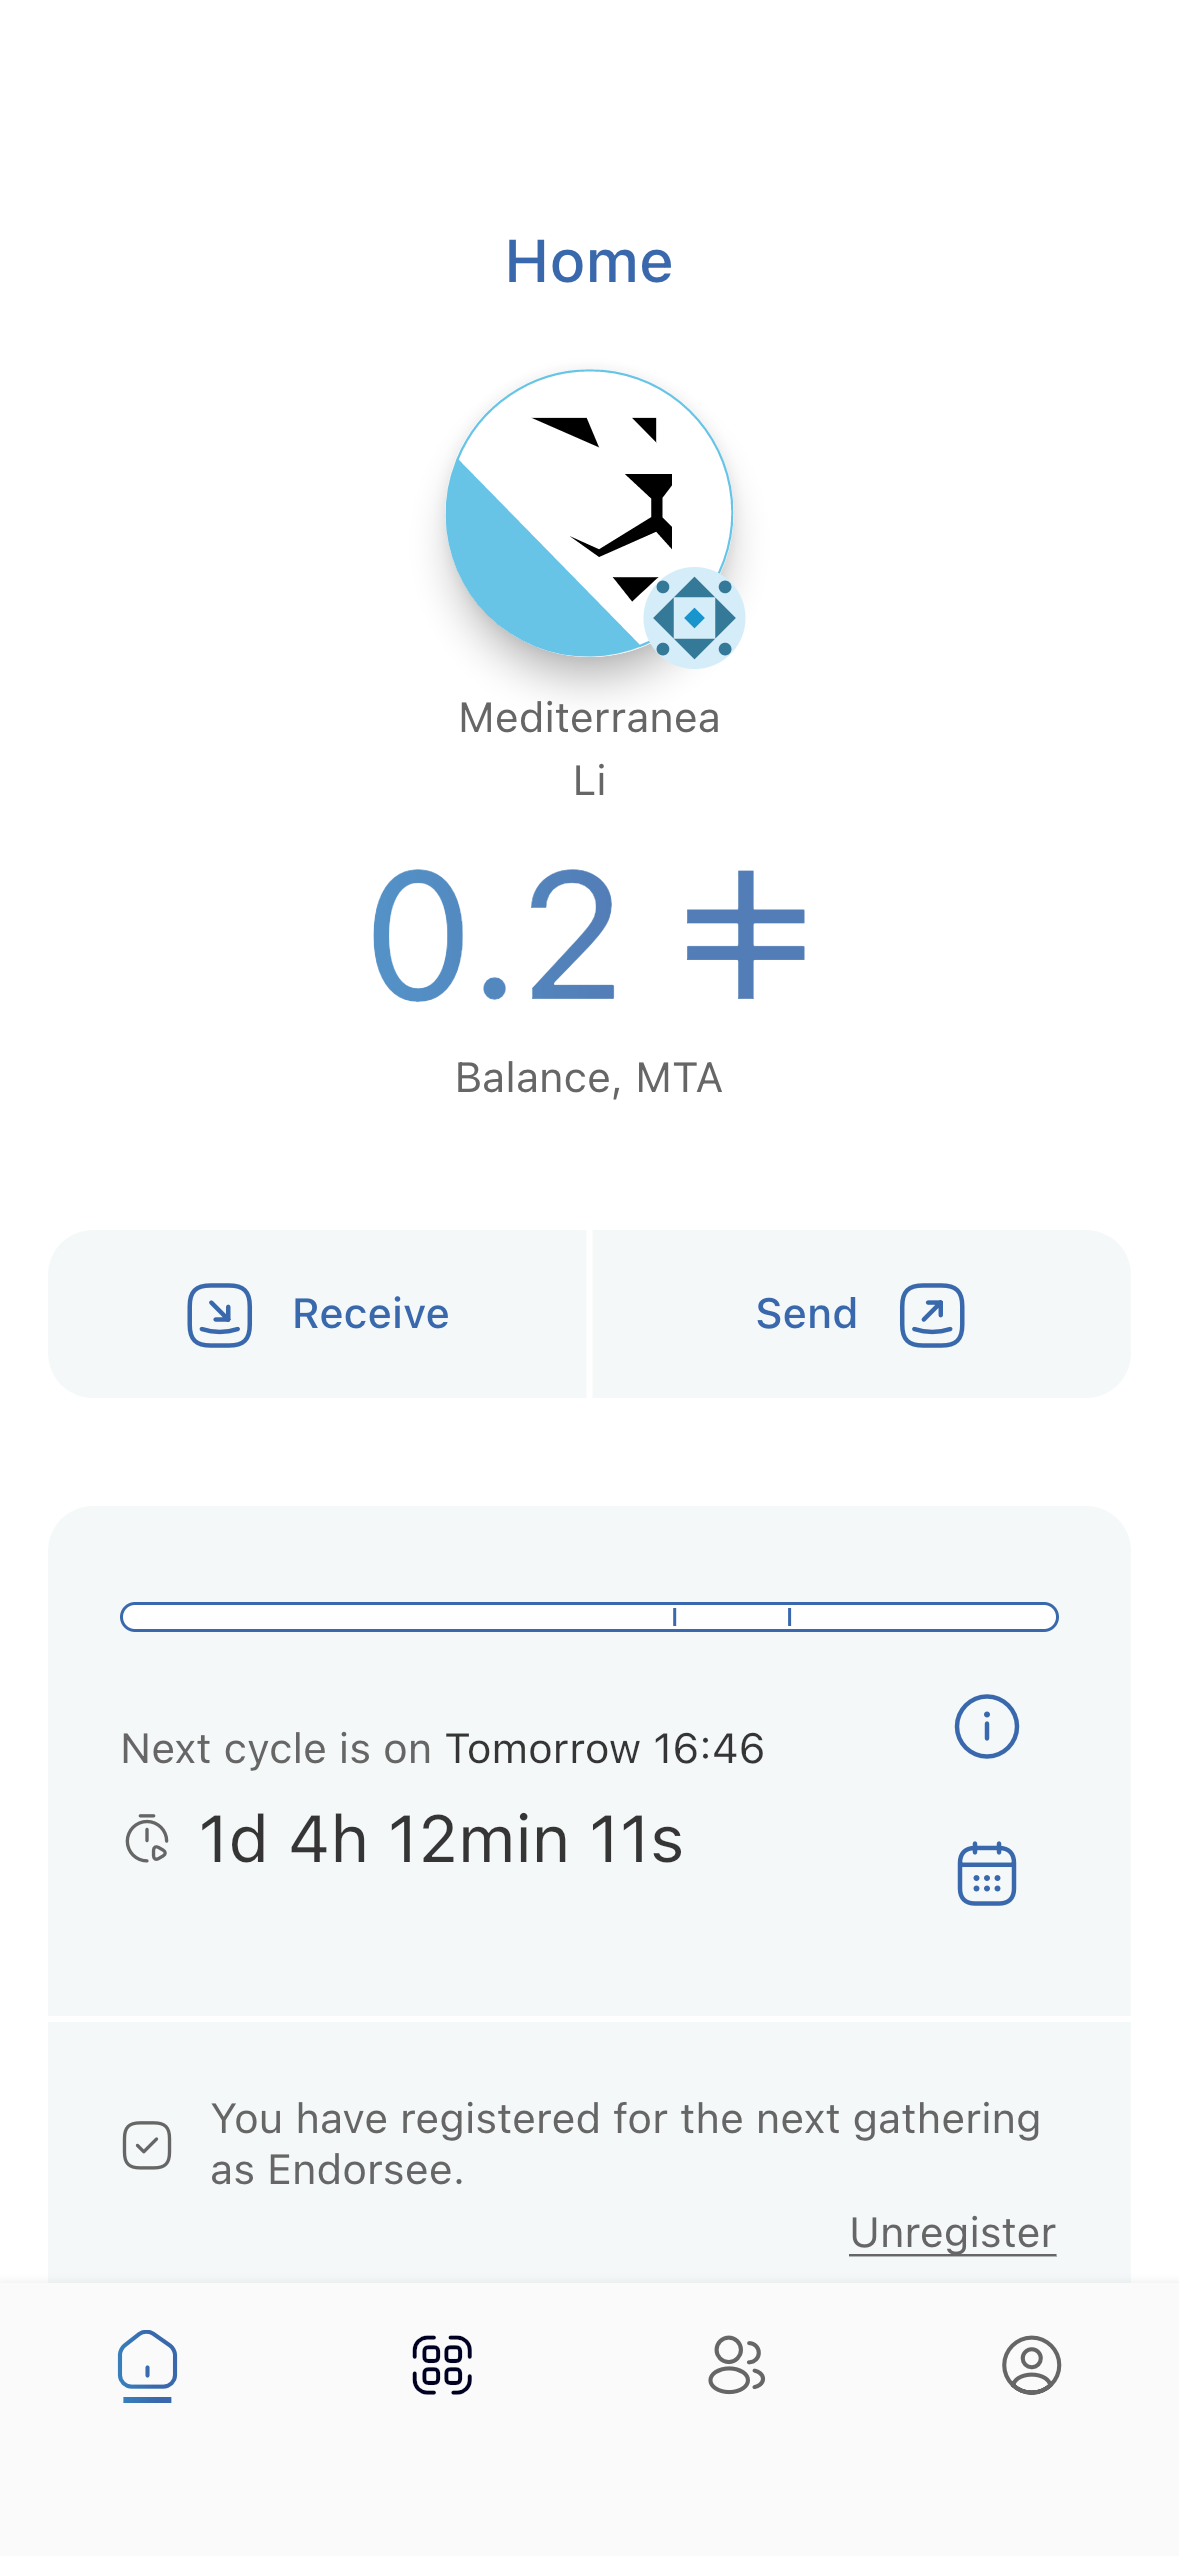 Home
Mediterranea
Li
0.2 ␩
Balance, MTA
Receive
Send
Next cycle is on Tomorrow 16:46
1d 4h 12min 11s
You have registered for the next gathering
as Endorsee.
Unregister